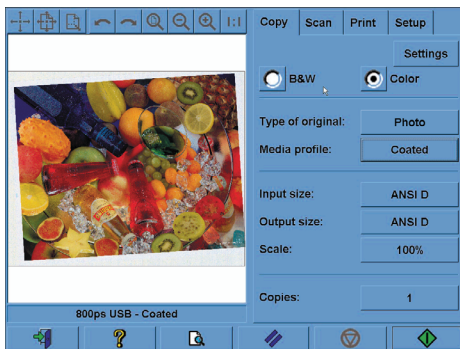 1:1
Copy Scan Print Setup
Settings
B&W Color
Type of original: Photo
Media profile: Coated
Input size: ANSI D
Output size: ANSI D
Scale: 100%
Copies: 1
800ps USB - Coated
?